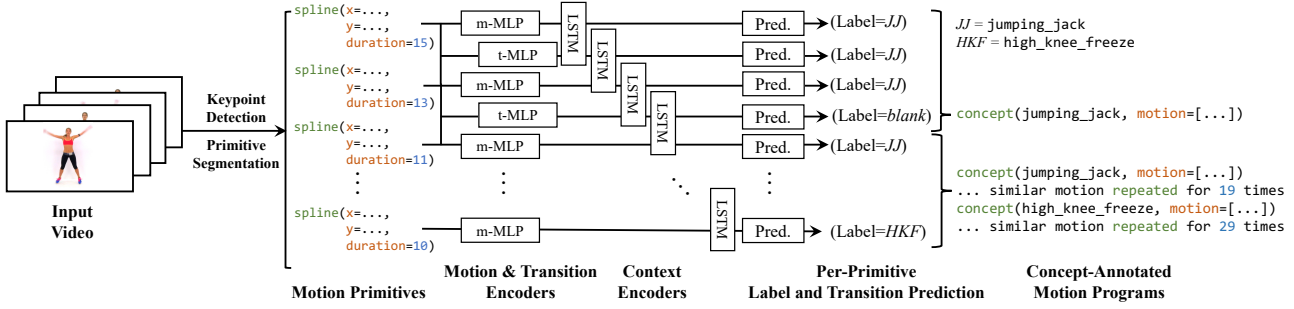 spline(x=...,
y=...,
duration=15)
spline(x=...,
y=...,
duration=13)
spline(x=...,
y=...,
duration=11)
spline(x=...,
y=...,
duration=10)
Keypoint
Detection
Primitive
Segmentation
Input
Video
m-MLP
t-MLP
m-MLP
t-MLP
m-MLP
m-MLP
LSTM
LSTM
LSTM
LSTM
LSTM
Pred.
Pred.
Pred.
Pred.
Pred.
Pred.
(Label=JJ)
(Label=JJ)
(Label=JJ)
(Label=blank)
(Label=JJ)
(Label=HKF)
JJ = jumping_jack
HKF = high_knee_freeze
concept(jumping_jack, motion=[...])
concept(jumping_jack, motion=[...])
... similar motion repeated for 19 times
concept(high_knee_freeze, motion=[...])
... similar motion repeated for 29 times
Motion Primitives
Motion & Transition
Encoders
Context
Encoders
Per-Primitive
Label and Transition Prediction
Concept-Annotated
Motion Programs